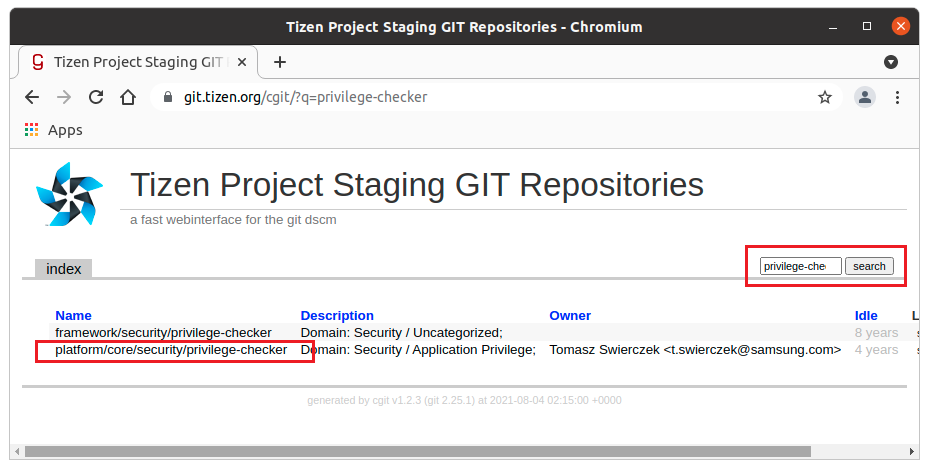 Tizen Project Staging GIT Repositories - Chromium
Tizen Project Staging GIT
git.tizen.org/cgit/?q=privilege-checker
Apps
Tizen Project Staging GIT Repositories
a fast webinterface for the git dscm
index privilege-che search
Name Description Owner Idle L
framework/security/privilege-checker Domain: Security / Uncategorized; 8 years
platform/core/security/privilege-checker Domain: Security / Application Privilege; Tomasz Swierczek <t.swierczek@samsung.com> 4 years
generated by cgit v1.2.3 (git 2.25.1) at 2021-08-04 02:15:00 +0000